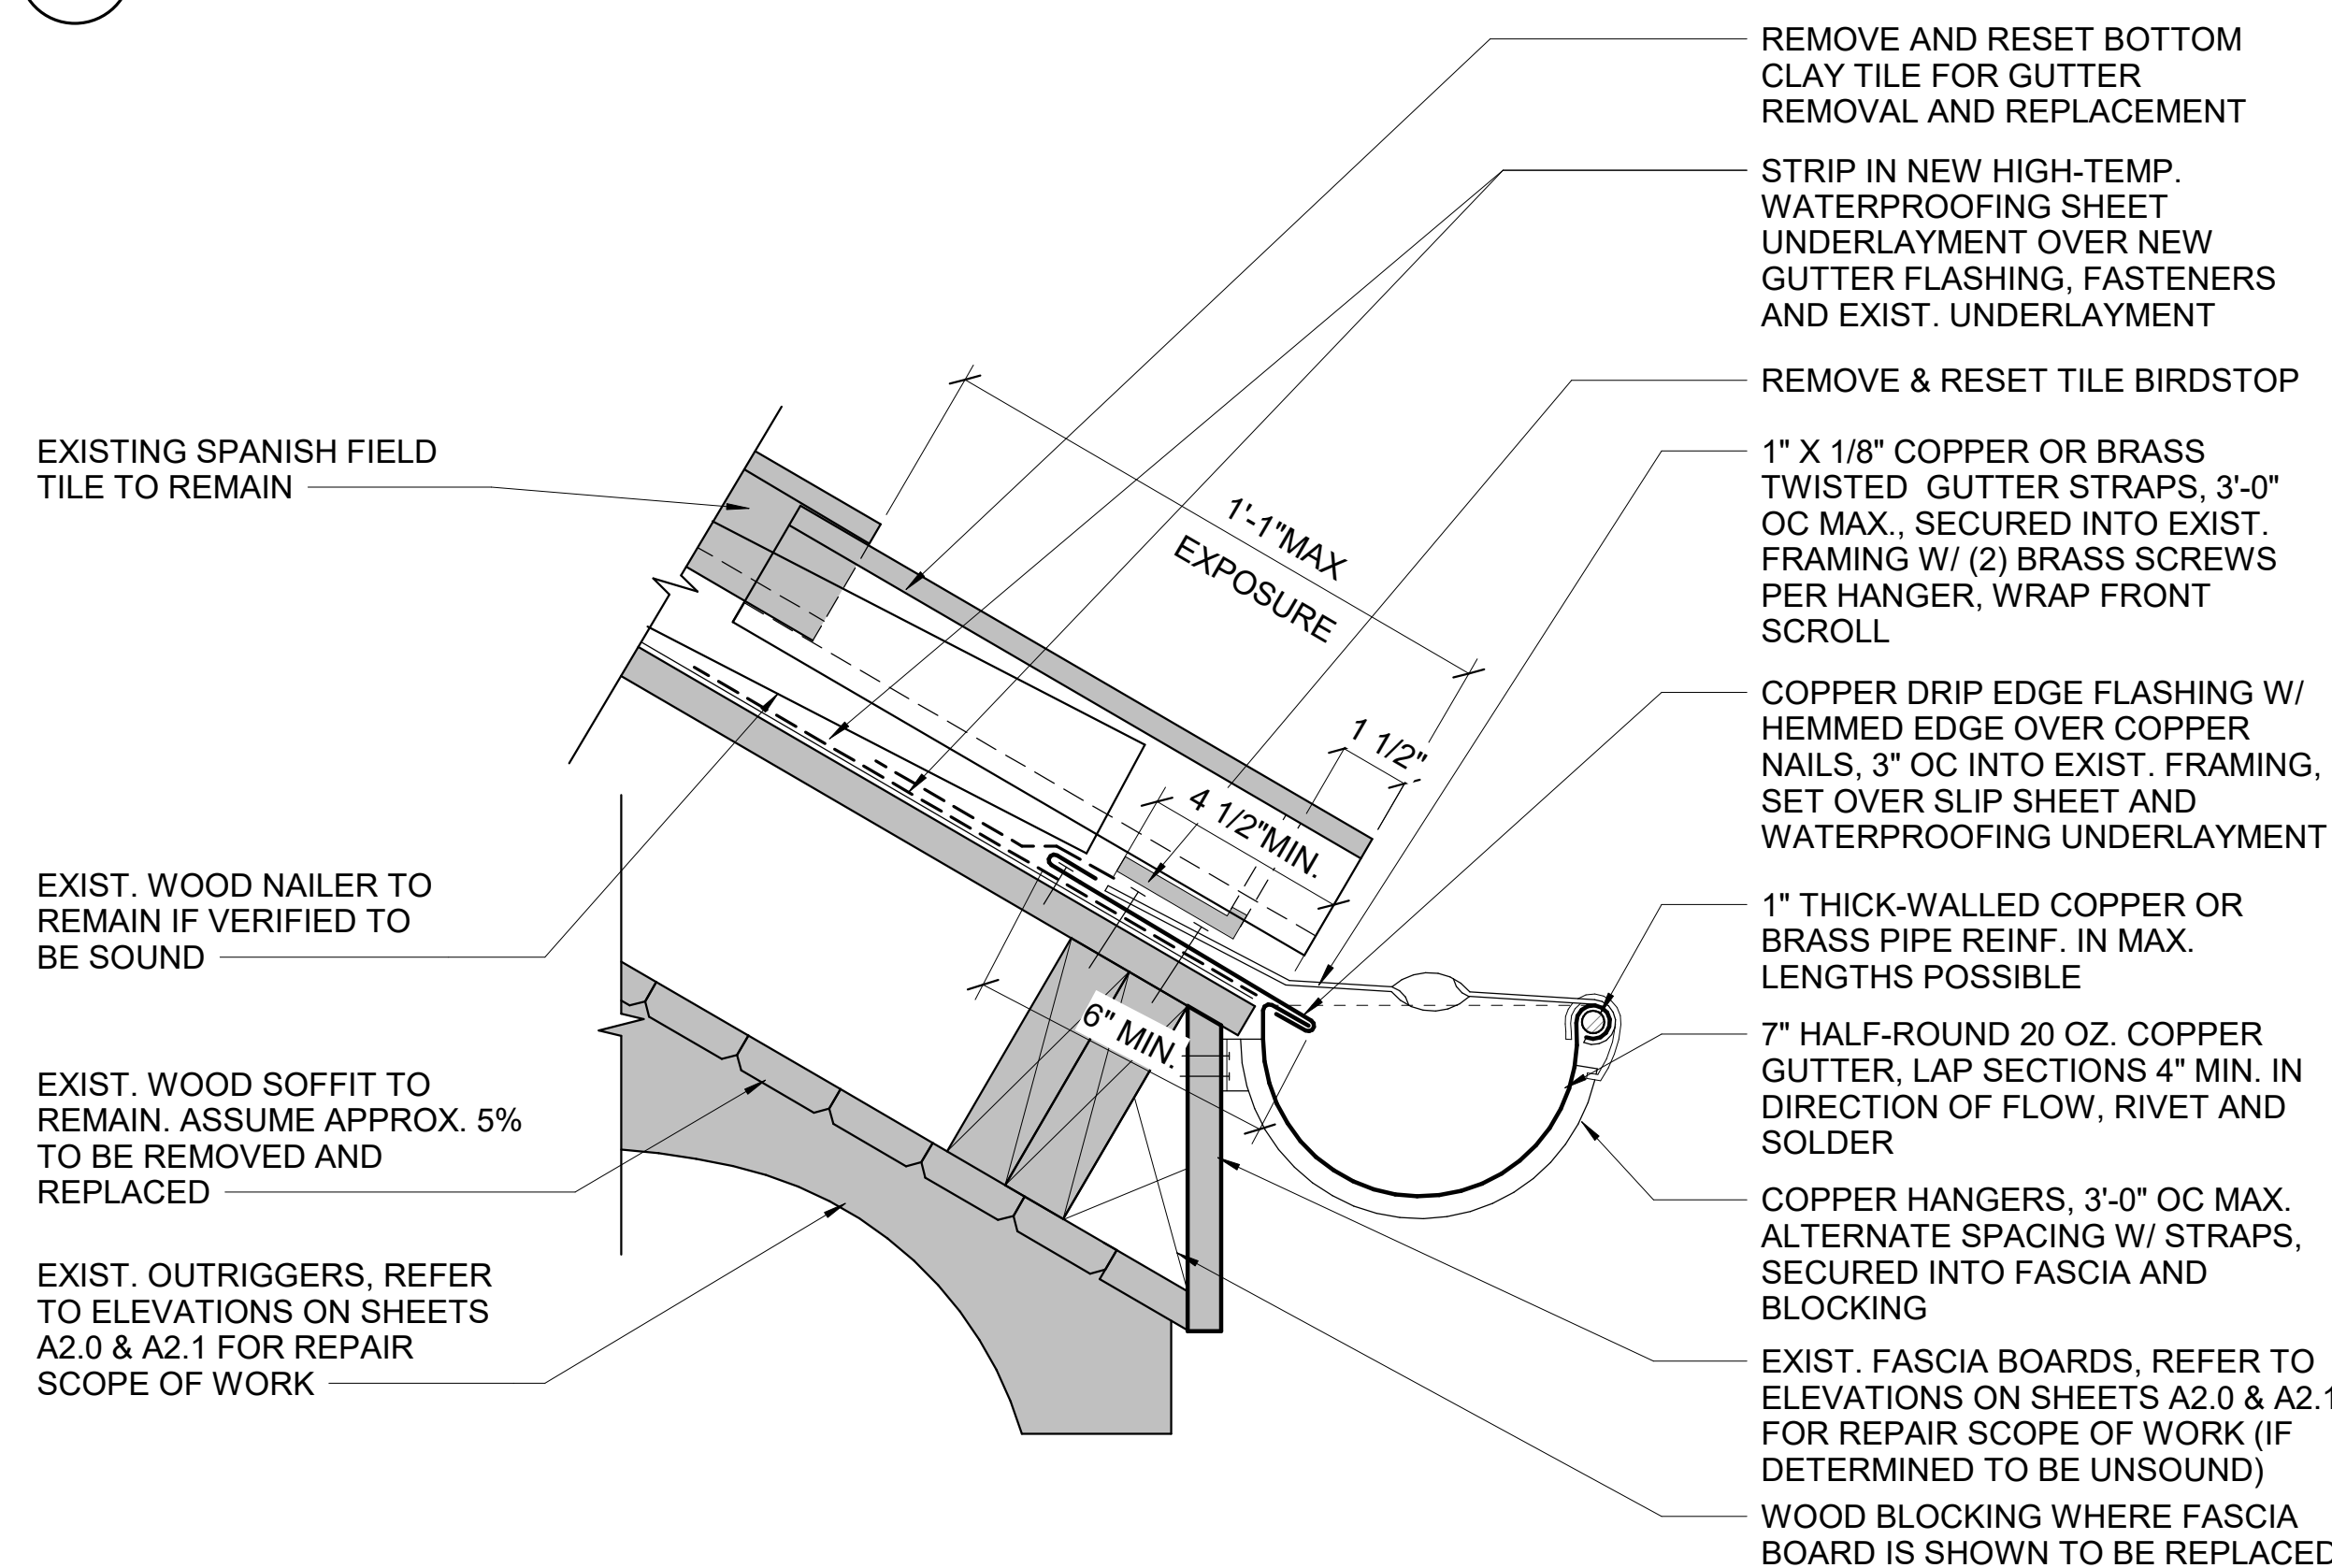 REMOVE AND RESET BOTTOM
CLAY TILE FOR GUTTER
REMOVAL AND REPLACEMENT
STRIP IN NEW HIGH-TEMP.
WATERPROOFING SHEET
UNDERLAYMENT OVER NEW
GUTTER FLASHING, FASTENERS
AND EXIST. UNDERLAYMENT
REMOVE & RESET TILE BIRDSTOP
1" X 1/8" COPPER OR BRASS
TWISTED GUTTER STRAPS, 3'-0"
OC MAX., SECURED INTO EXIST.
FRAMING W/ (2) BRASS SCREWS
PER HANGER, WRAP FRONT
SCROLL
COPPER DRIP EDGE FLASHING W/
HEMMED EDGE OVER COPPER
NAILS, 3" OC INTO EXIST. FRAMING,
SET OVER SLIP SHEET AND
WATERPROOFING UNDERLAYMENT
1" THICK-WALLED COPPER OR
BRASS PIPE REINF. IN MAX.
LENGTHS POSSIBLE
7" HALF-ROUND 20 OZ. COPPER
GUTTER, LAP SECTIONS 4" MIN. IN
DIRECTION OF FLOW, RIVET AND
SOLDER
COPPER HANGERS, 3'-0" OC MAX.
ALTERNATE SPACING W/ STRAPS,
SECURED INTO FASCIA AND
BLOCKING
EXIST. FASCIA BOARDS, REFER TO
ELEVATIONS ON SHEETS A2.0 & A2.1
FOR REPAIR SCOPE OF WORK (IF
DETERMINED TO BE UNSOUND)
WOOD BLOCKING WHERE FASCIA
BOARD IS SHOWN TO BE REPLACED
EXISTING SPANISH FIELD
TILE TO REMAIN
EXIST. WOOD NAILER TO
REMAIN IF VERIFIED TO
BE SOUND
EXIST. WOOD SOFFIT TO
REMAIN. ASSUME APPROX. 5%
TO BE REMOVED AND
REPLACED
EXIST. OUTRIGGERS, REFER
TO ELEVATIONS ON SHEETS
A2.0 & A2.1 FOR REPAIR
SCOPE OF WORK
1'-1"MAX
EXPOSURE
1 1/2"
4 1/2"MIN.
6" MIN.